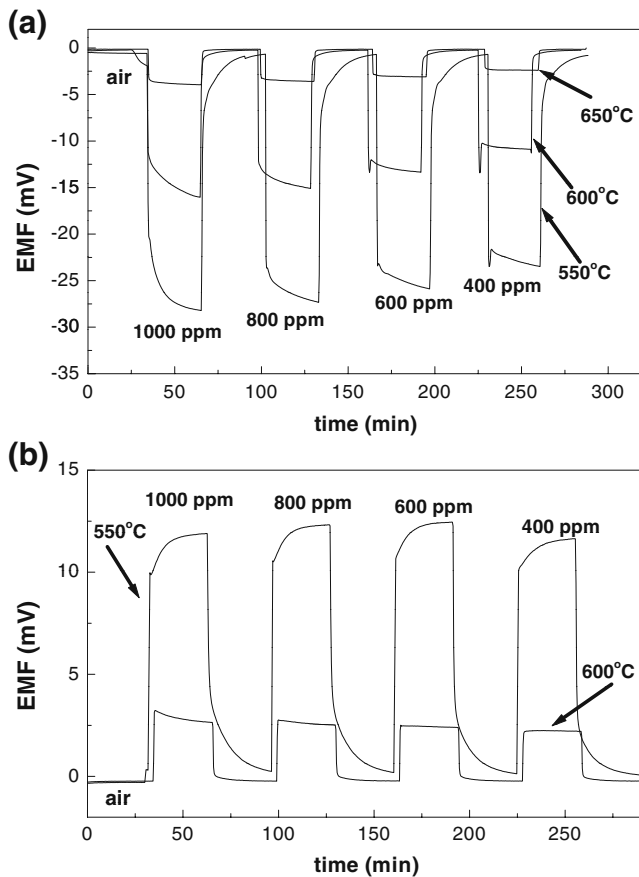 (a)
0
-5
-10
-15
-20
-25
-30
-35
EMF (mV)
air
650°C
600°C
550°C
1000 ppm
800 ppm
600 ppm
400 ppm
0
50
100
150
200
250
300
time (min)
(b)
15
10
5
0
EMF (mV)
1000 ppm
800 ppm
600 ppm
400 ppm
550°C
600°C
air
0
50
100
150
200
250
time (min)